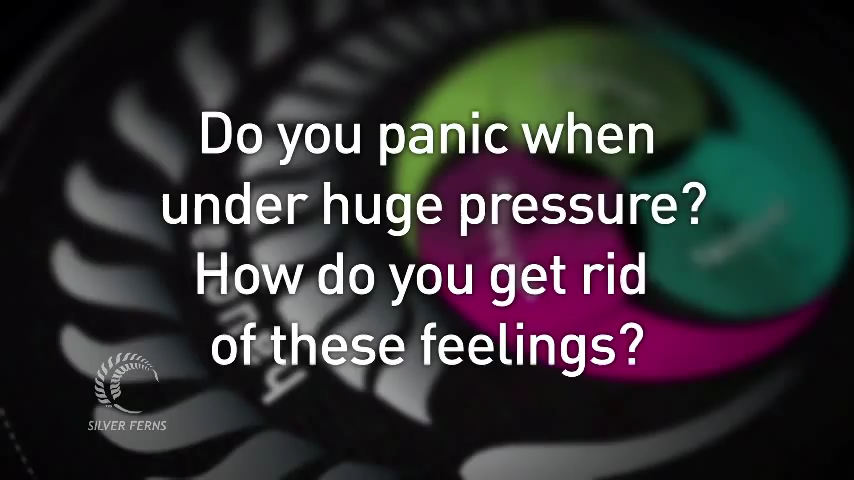 Do you panic when
under huge pressure?
How do you get rid
of these feelings?
SILVER FERNS